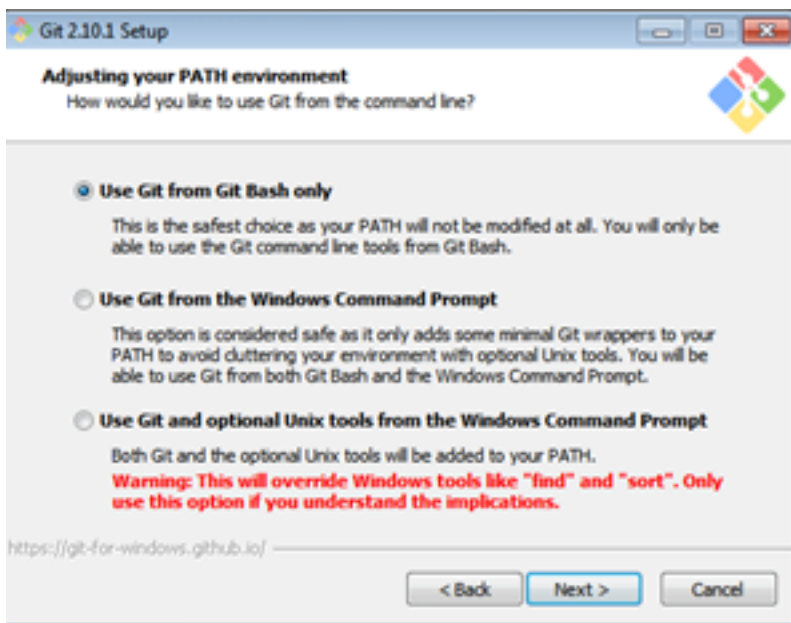 Git 2.10.1 Setup
Adjusting your PATH environment
How would you like to use Git from the command line?
Use Git from Git Bash only
This is the safest choice as your PATH will not be modified at all. You will only be
able to use the Git command line tools from Git Bash.
Use Git from the Windows Command Prompt
This option is considered safe as it only adds some minimal Git wrappers to your
PATH to avoid cluttering your environment with optional Unix tools. You will be
able to use Git from both Git Bash and the Windows Command Prompt.
Use Git and optional Unix tools from the Windows Command Prompt
Both Git and the optional Unix tools will be added to your PATH.
Warning: This will override Windows tools like "find" and "sort". Only
use this option if you understand the implications.
https://git-for-windows.github.io/
< Back Next > Cancel